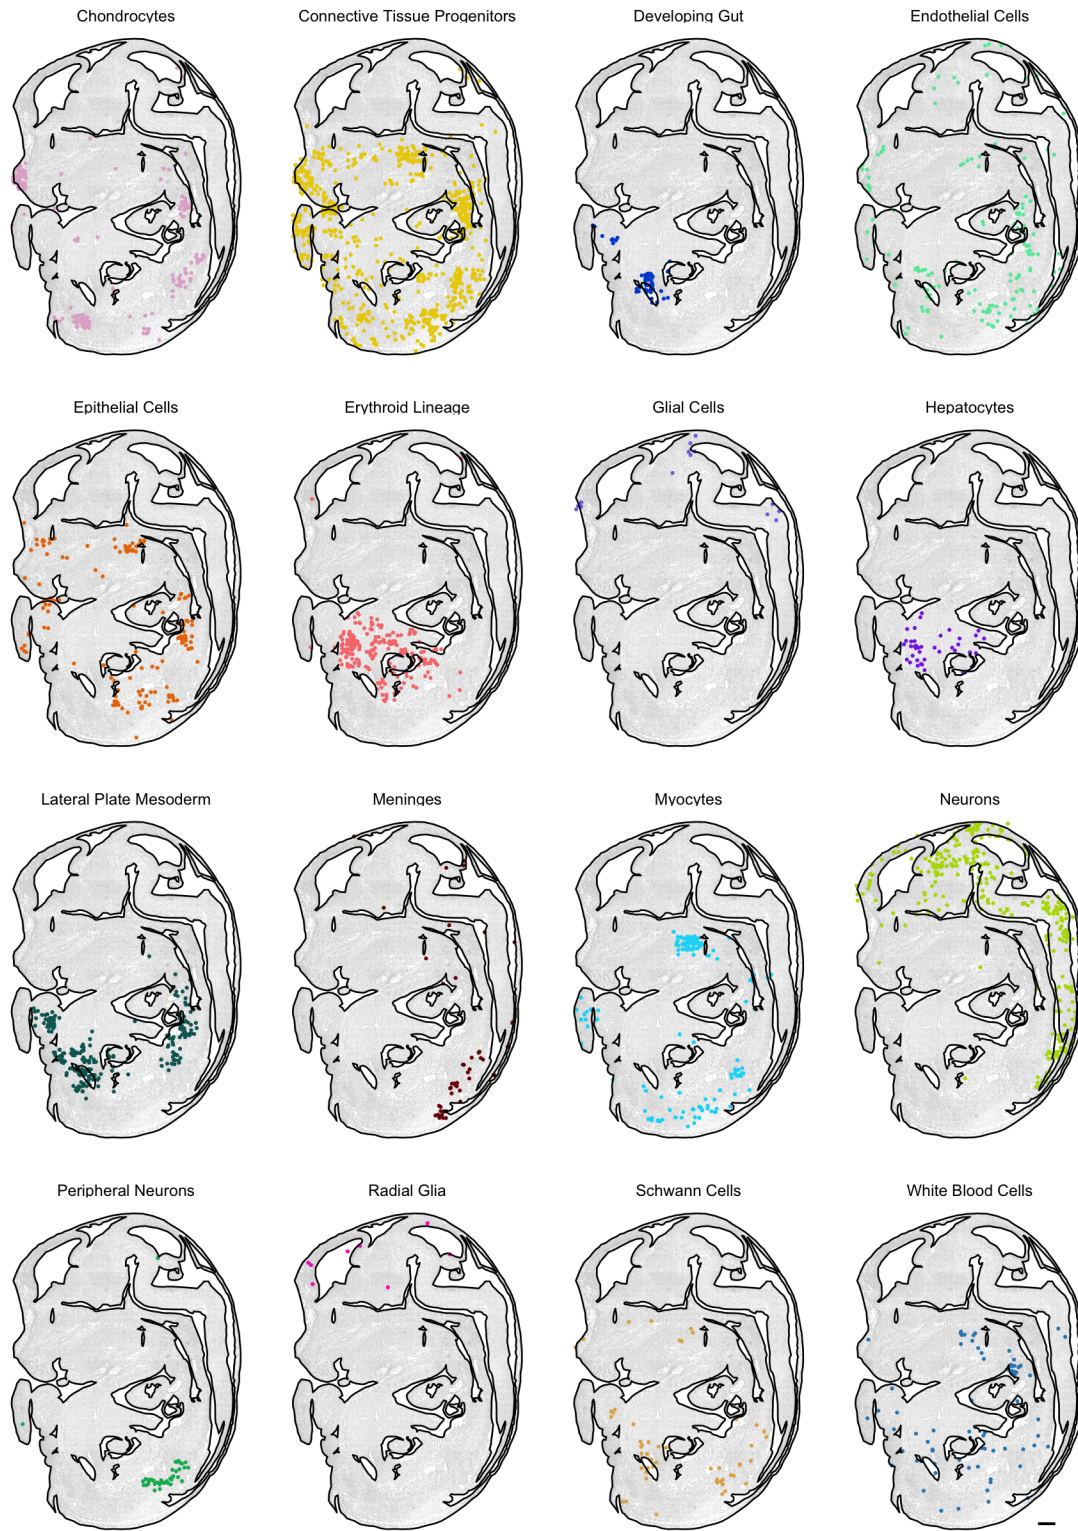 Chondrocytes
Connective Tissue Progenitors
Developing Gut
Endothelial Cells
Epithelial Cells
Erythroid Lineage
Glial Cells
Hepatocytes
Lateral Plate Mesoderm
Meninges
Myocytes
Neurons
Peripheral Neurons
Radial Glia
Schwann Cells
White Blood Cells